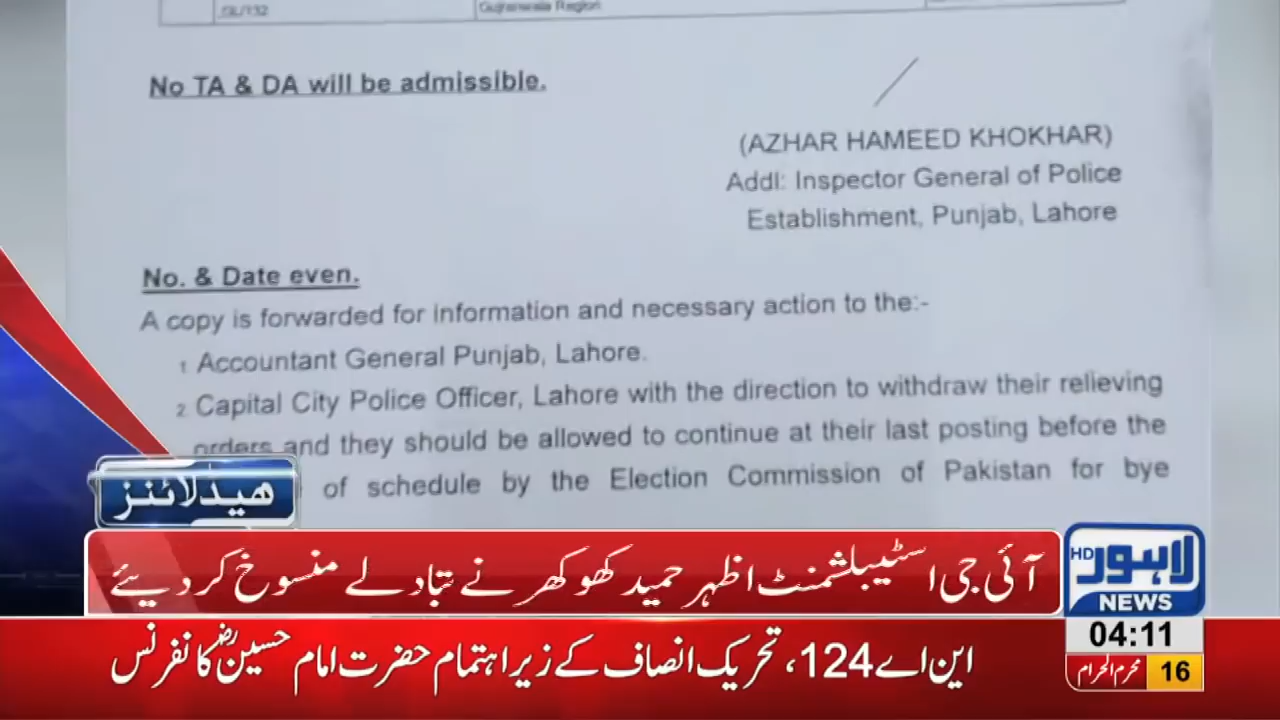 GL/132
Gujranwala Region
No TA & DA will be admissible.
(AZHAR HAMEED KHOKHAR)
Addl: Inspector General of Police
Establishment, Punjab, Lahore
No. & Date even.
A copy is forwarded for information and necessary action to the:-
1. Accountant General Punjab, Lahore.
2. Capital City Police Officer, Lahore with the direction to withdraw their relieving
orders and they should be allowed to continue at their last posting before the
of schedule by the Election Commission of Pakistan for bye
ھیڈلائنز
آئی جی اسٹیبلشمنٹ اظہر حمید کھوکھر نے تبادلے منسوخ کر دیئے
HD لاہور
NEWS
04:11
این اے 124، تحریک انصاف کے زیر اہتمام حضرت امام حسینؓ کانفرنس
16 محرم الحرام